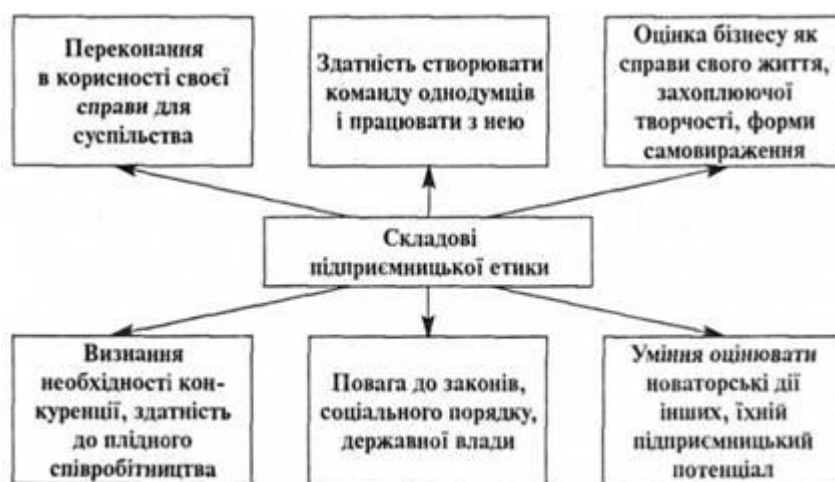 Переконання
в корисності своєї
справи для
суспільства
Здатність створювати
команду однодумців
і працювати з нею
Оцінка бізнесу як
справи свого життя,
захоплюючої
творчості, форми
самовираження
Складові
підприємницької етики
Визнання
необхідності кон-
куренції, здатність
до плідного
співробітництва
Повага до законів,
соціального порядку,
державної влади
Уміння оцінювати
новаторські дії
інших, їхній
підприємницький
потенціал